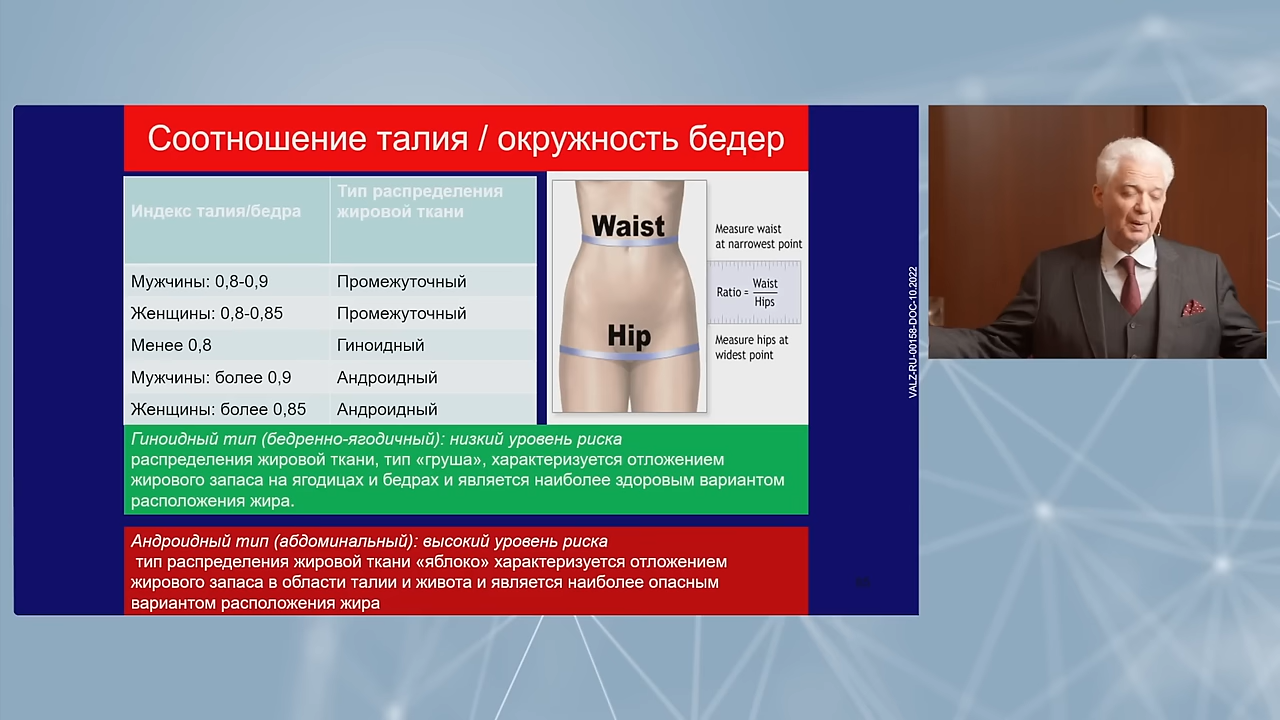 Соотношение талия / окружность бедер
Индекс талия/бедра
Тип распределения
жировой ткани
Мужчины: 0,8-0,9
Промежуточный
Женщины: 0,8-0,85
Промежуточный
Менее 0,8
Гиноидный
Мужчины: более 0,9
Андроидный
Женщины: более 0,85
Андроидный
Waist
Hip
Measure waist
at narrowest point
Ratio = Waist
Hips
Measure hips at
widest point
Гиноидный тип (бедренно-ягодичный): низкий уровень риска
распределения жировой ткани, тип «груша», характеризуется отложением
жирового запаса на ягодицах и бедрах и является наиболее здоровым вариантом
расположения жира.
Андроидный тип (абдоминальный): высокий уровень риска
тип распределения жировой ткани «яблоко» характеризуется отложением
жирового запаса в области талии и живота и является наиболее опасным
вариантом расположения жира
VALZ-RU-00158-DOC-10.2022